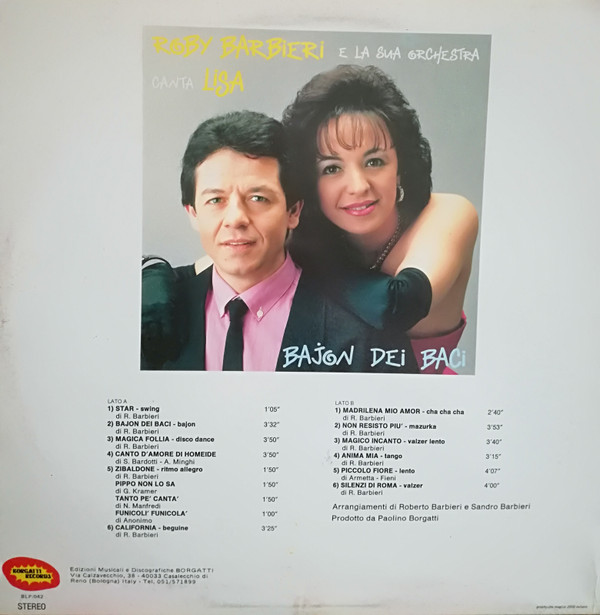 ROBY BARBIERI E LA SUA ORCHESTRA
CANTA LISA
BAJON DEI BACI
LATO A
1) STAR - swing 1'05"
di R. Barbieri
2) BAJON DEI BACI - bajon 3'32"
di R. Barbieri
3) MAGICA FOLLIA - disco dance 3'50"
di R. Barbieri
4) CANTO D'AMORE DI HOMEIDE 3'50"
di S. Bardotti - A. Minghi
5) ZIBALDONE - ritmo allegro 1'50"
di R. Barbieri
PIPPO NON LO SA 1'50"
di G. Kramer
TANTO PE' CANTA' 1'50"
di N. Manfredi
FUNICOLI' FUNICOLA' 1'00"
di Anonimo
6) CALIFORNIA - beguine 3'25"
di R. Barbieri
LATO B
1) MADRILENA MIO AMOR - cha cha cha 2'40"
di R. Barbieri
2) NON RESISTO PIU' - mazurka 3'53"
di R. Barbieri
3) MAGICO INCANTO - valzer lento 3'40"
di R. Barbieri
4) ANIMA MIA - tango 3'15"
di R. Barbieri
5) PICCOLO FIORE - lento 4'07"
di Armetta - Fieni
6) SILENZI DI ROMA - valzer 4'00"
di R. Barbieri
Arrangiamenti di Roberto Barbieri e Sandro Barbieri
Prodotto da Paolino Borgatti
BORGATTI
RECORDS
BLP-042
STEREO
Edizioni Musicali e Discografiche BORGATTI
Via Calzavecchio, 38 - 40033 Casalecchio di
Reno (Bologna) Italy - Tel. 051/571899